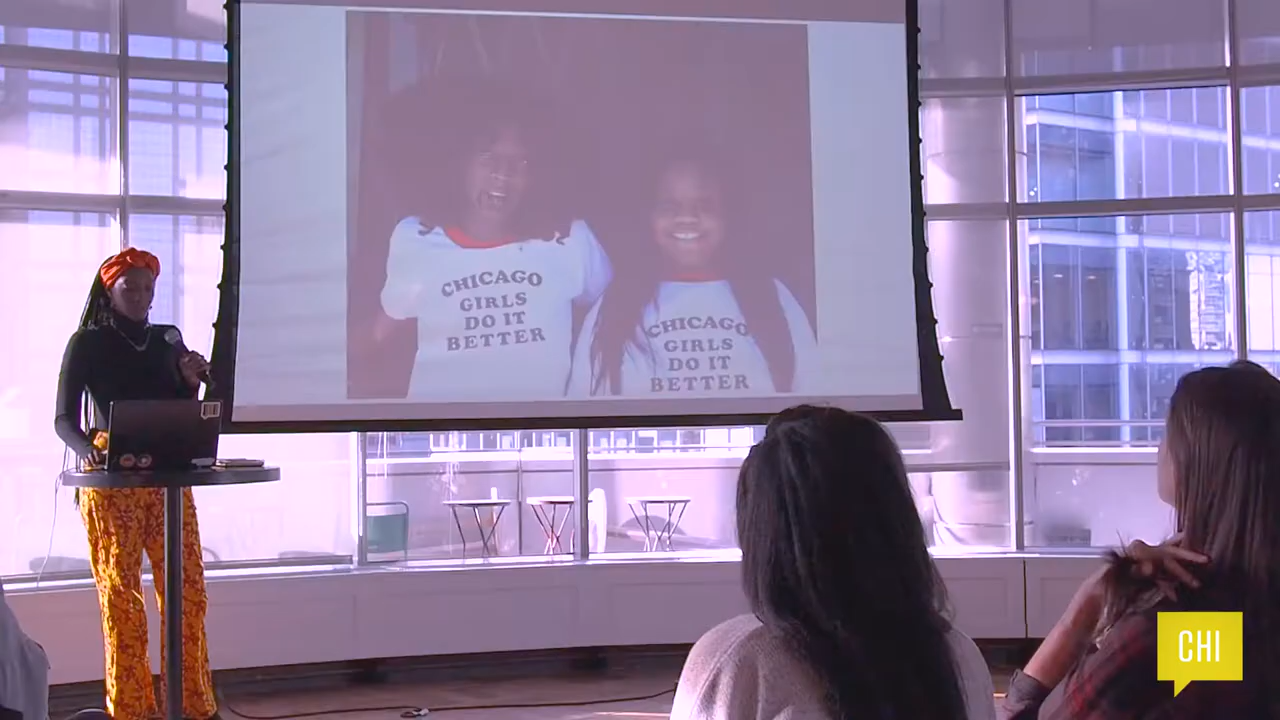 CHICAGO
GIRLS
DO IT
BETTER
CHICAGO
GIRLS
DO IT
BETTER
CHI